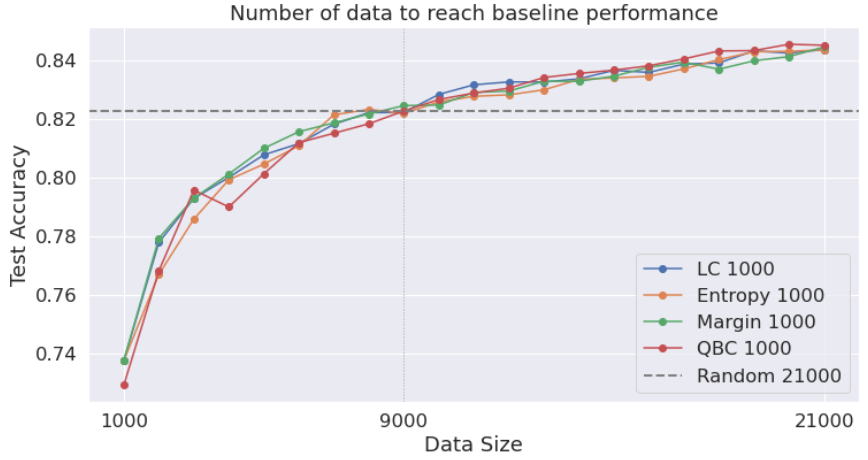 Number of data to reach baseline performance
Test Accuracy
0.84
0.82
0.80
0.78
0.76
0.74
LC 1000
Entropy 1000
Margin 1000
QBC 1000
Random 21000
1000
9000
21000
Data Size